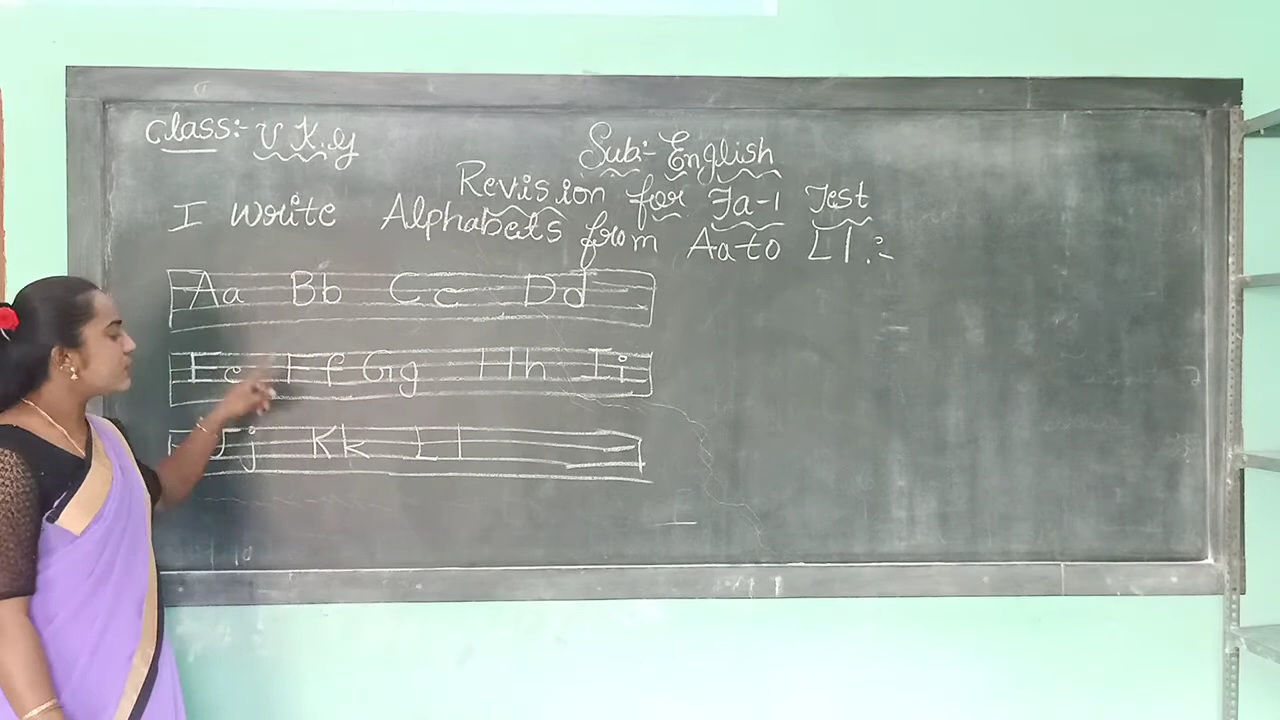 Class:- U.K.G
Sub:- English
Revision for Fa-1 Test
I Write Alphabets from Aa to Ll :-
Aa Bb Cc Dd
Ee Ff Gg Hh Ii
Jj Kk Ll